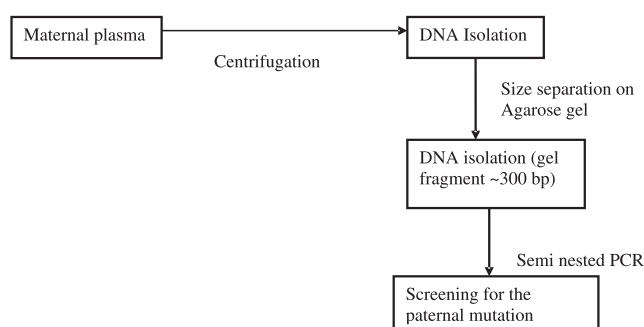 Maternal plasma
Centrifugation
DNA Isolation
Size separation on
Agarose gel
DNA isolation (gel
fragment ~300 bp)
Semi nested PCR
Screening for the
paternal mutation